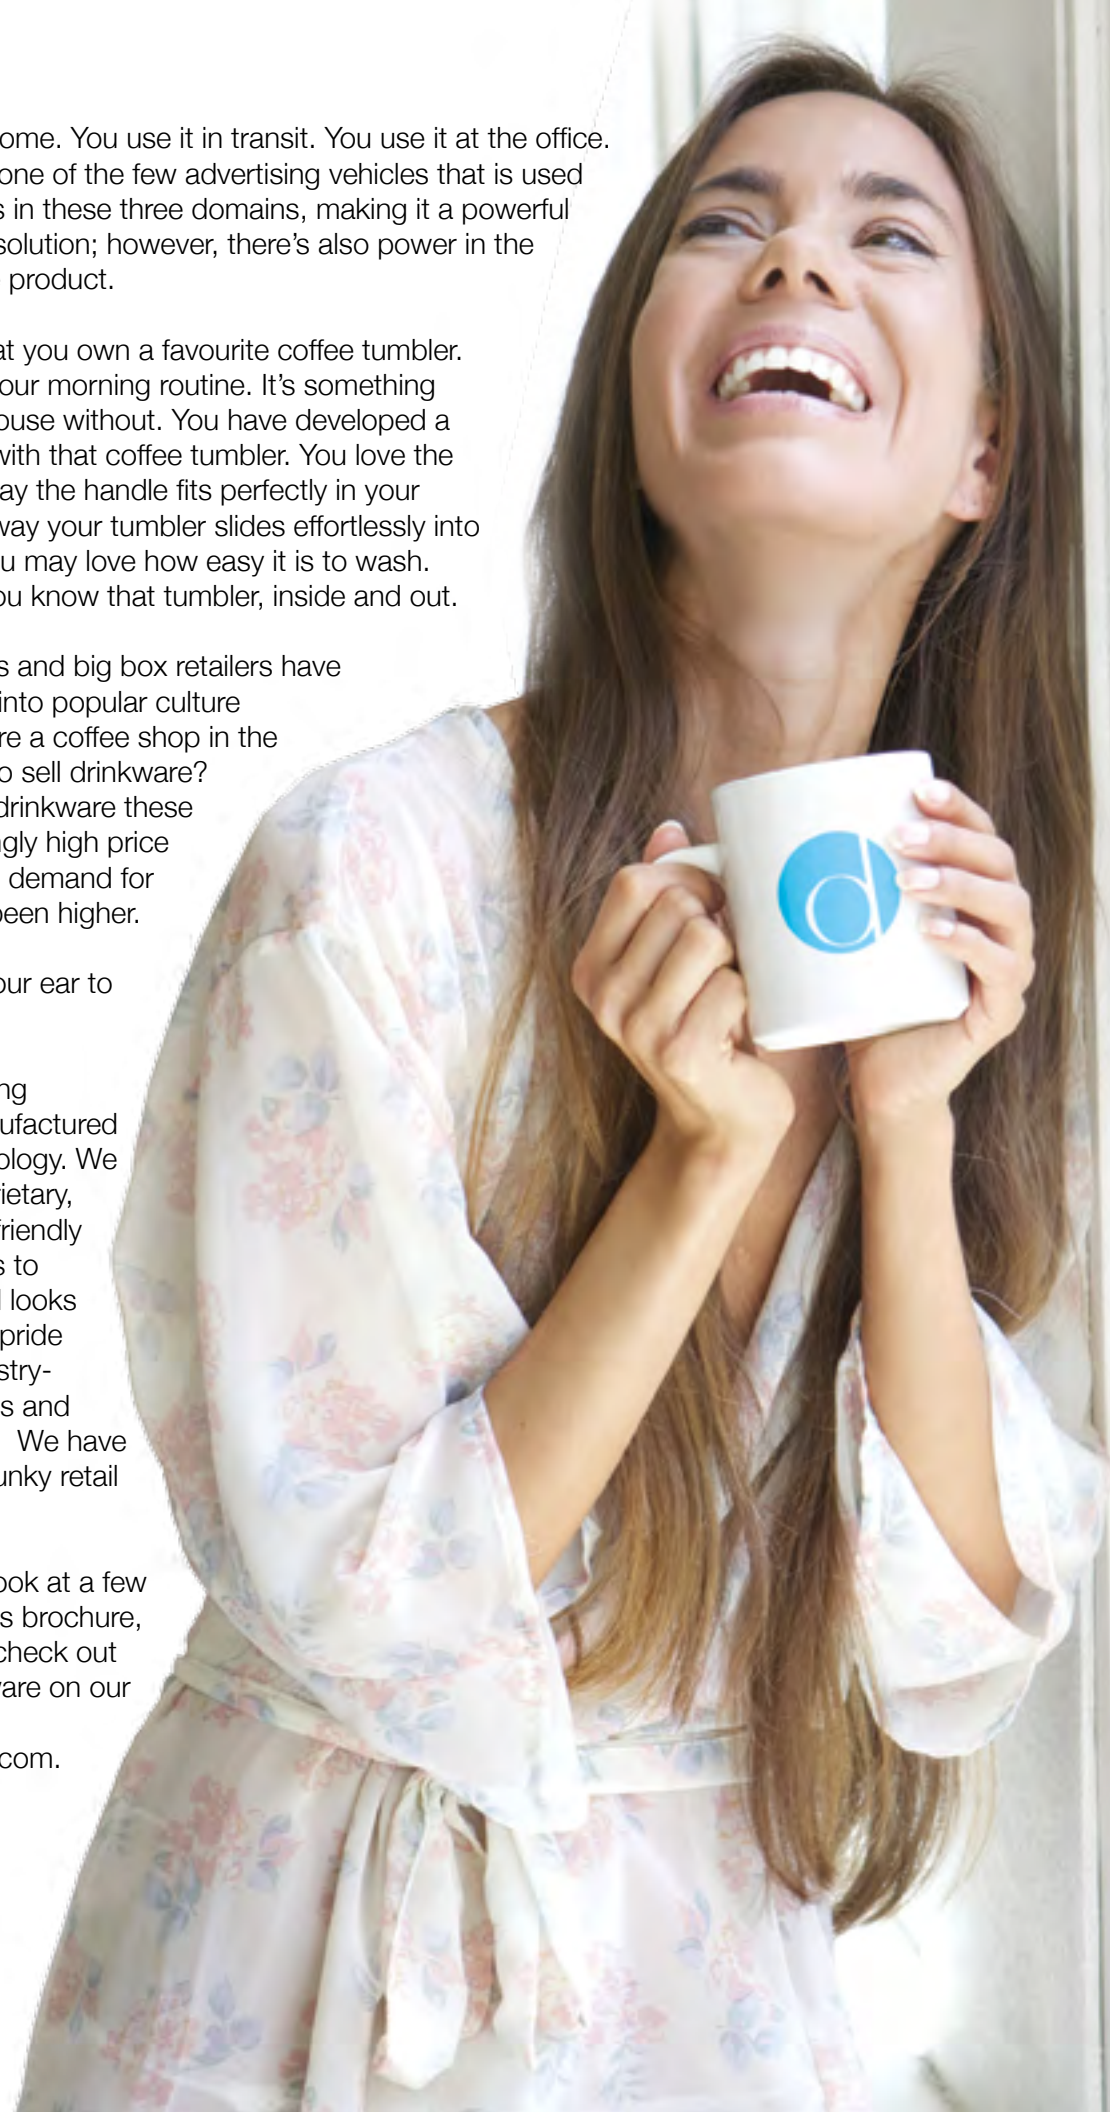 ome. You use it in transit. You use it at the office.
one of the few advertising vehicles that is used
s in these three domains, making it a powerful
solution; however, there's also power in the
product.
at you own a favourite coffee tumbler.
our morning routine. It's something
ouse without. You have developed a
with that coffee tumbler. You love the
ay the handle fits perfectly in your
way your tumbler slides effortlessly into
u may love how easy it is to wash.
ou know that tumbler, inside and out.
s and big box retailers have
into popular culture
re a coffee shop in the
o sell drinkware?
drinkware these
gly high price
demand for
been higher.
our ear to
ng
ufactured
ology. We
ietary,
friendly
s to
looks
pride
stry-
s and
We have
unky retail
ook at a few
s brochure,
check out
are on our
com.
d